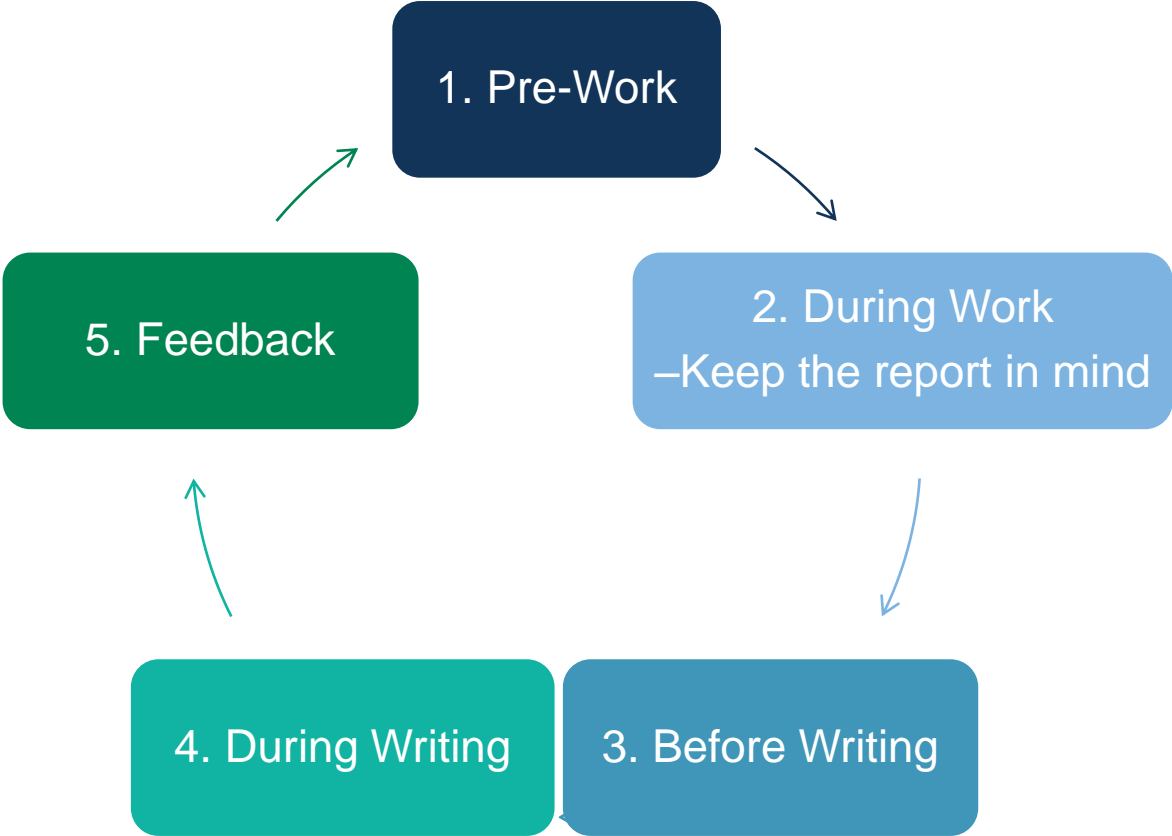 1. Pre-Work
2. During Work
–Keep the report in mind
3. Before Writing
4. During Writing
5. Feedback